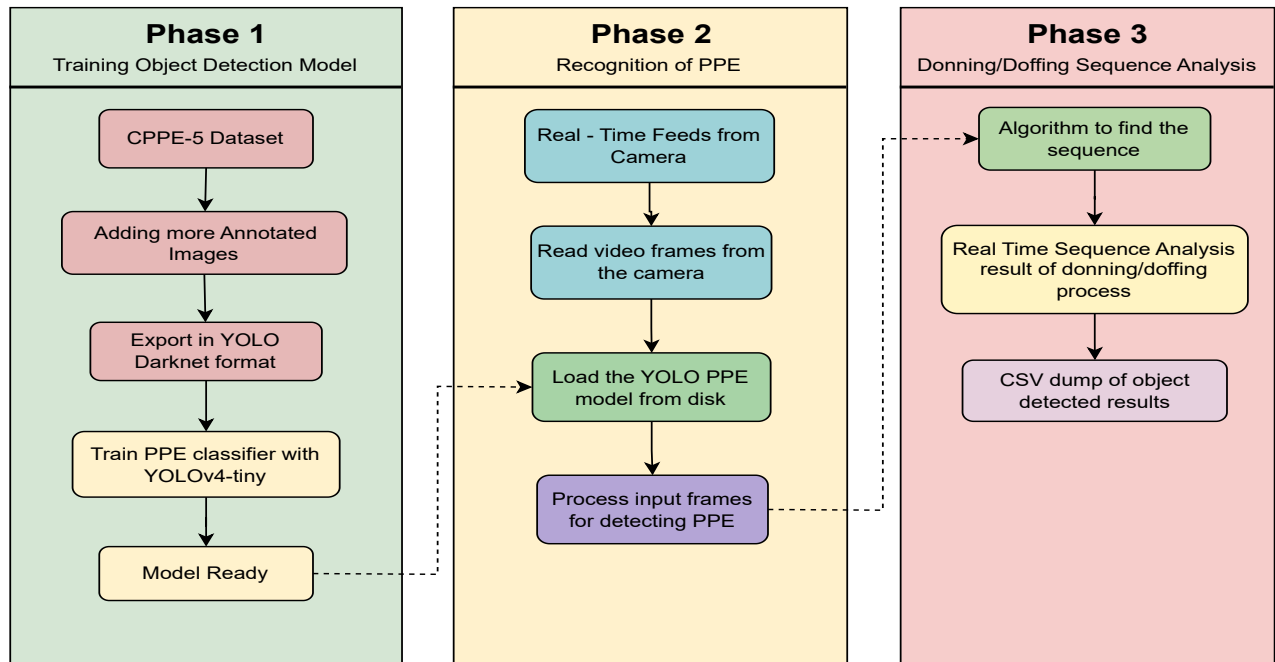 Phase 1
Training Object Detection Model
CPPE-5 Dataset
Adding more Annotated
Images
Export in YOLO
Darknet format
Train PPE classifier with
YOLOv4-tiny
Model Ready
Phase 2
Recognition of PPE
Real - Time Feeds from
Camera
Read video frames from
the camera
Load the YOLO PPE
model from disk
Process input frames
for detecting PPE
Phase 3
Donning/Doffing Sequence Analysis
Algorithm to find the
sequence
Real Time Sequence Analysis
result of donning/doffing
process
CSV dump of object
detected results